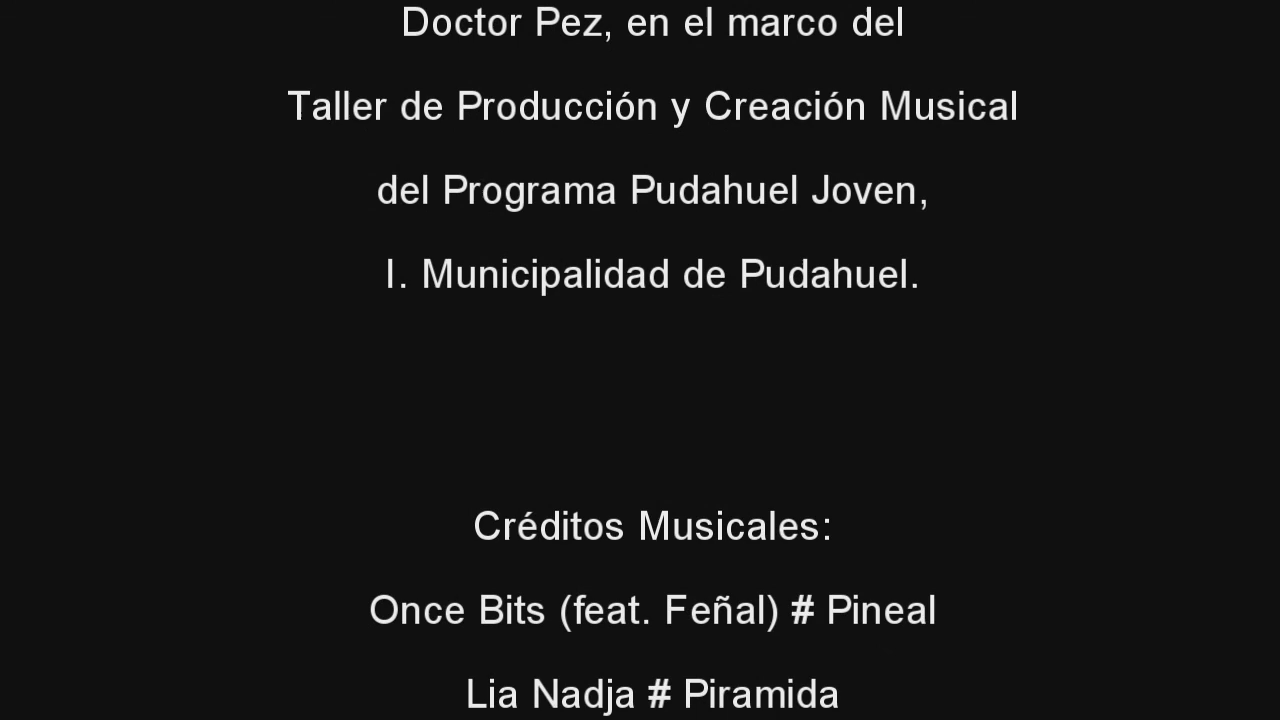 Doctor Pez, en el marco del
Taller de Producción y Creación Musical
del Programa Pudahuel Joven,
I. Municipalidad de Pudahuel.
Créditos Musicales:
Once Bits (feat. Feñal) # Pineal
Lia Nadja # Piramida